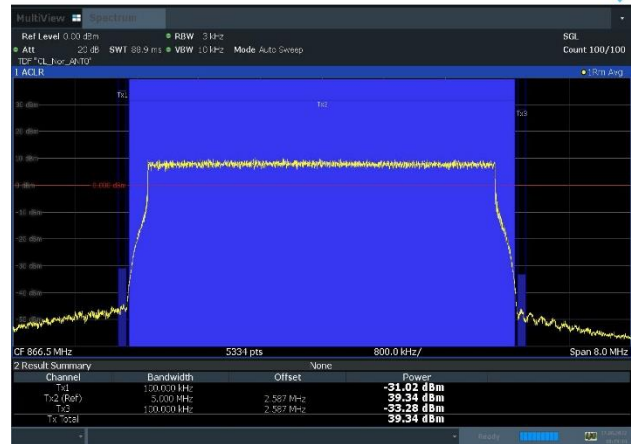 MultiView Spectrum
Ref Level 0.00 dBm RBW 3 kHz SGL
Att 20 dB SWT 88.9 ms VBW 10 kHz Mode Auto Sweep Count 100/100
TDF "CL_Nor_ANT0"
1 ACLR 1Rm Avg
Tx1 Tx2 Tx3
30 dBm
20 dBm
10 dBm
0 dBm 0.000 dBm
-10 dBm
-20 dBm
-30 dBm
-40 dBm
-50 dBm
CF 866.5 MHz 5334 pts 800.0 kHz/ Span 8.0 MHz
2 Result Summary None
Channel Bandwidth Offset Power
Tx1 100.000 kHz -31.02 dBm
Tx2 (Ref) 5.000 MHz 2.587 MHz 39.34 dBm
Tx3 100.000 kHz 2.587 MHz -33.28 dBm
Tx Total 39.34 dBm
Ready